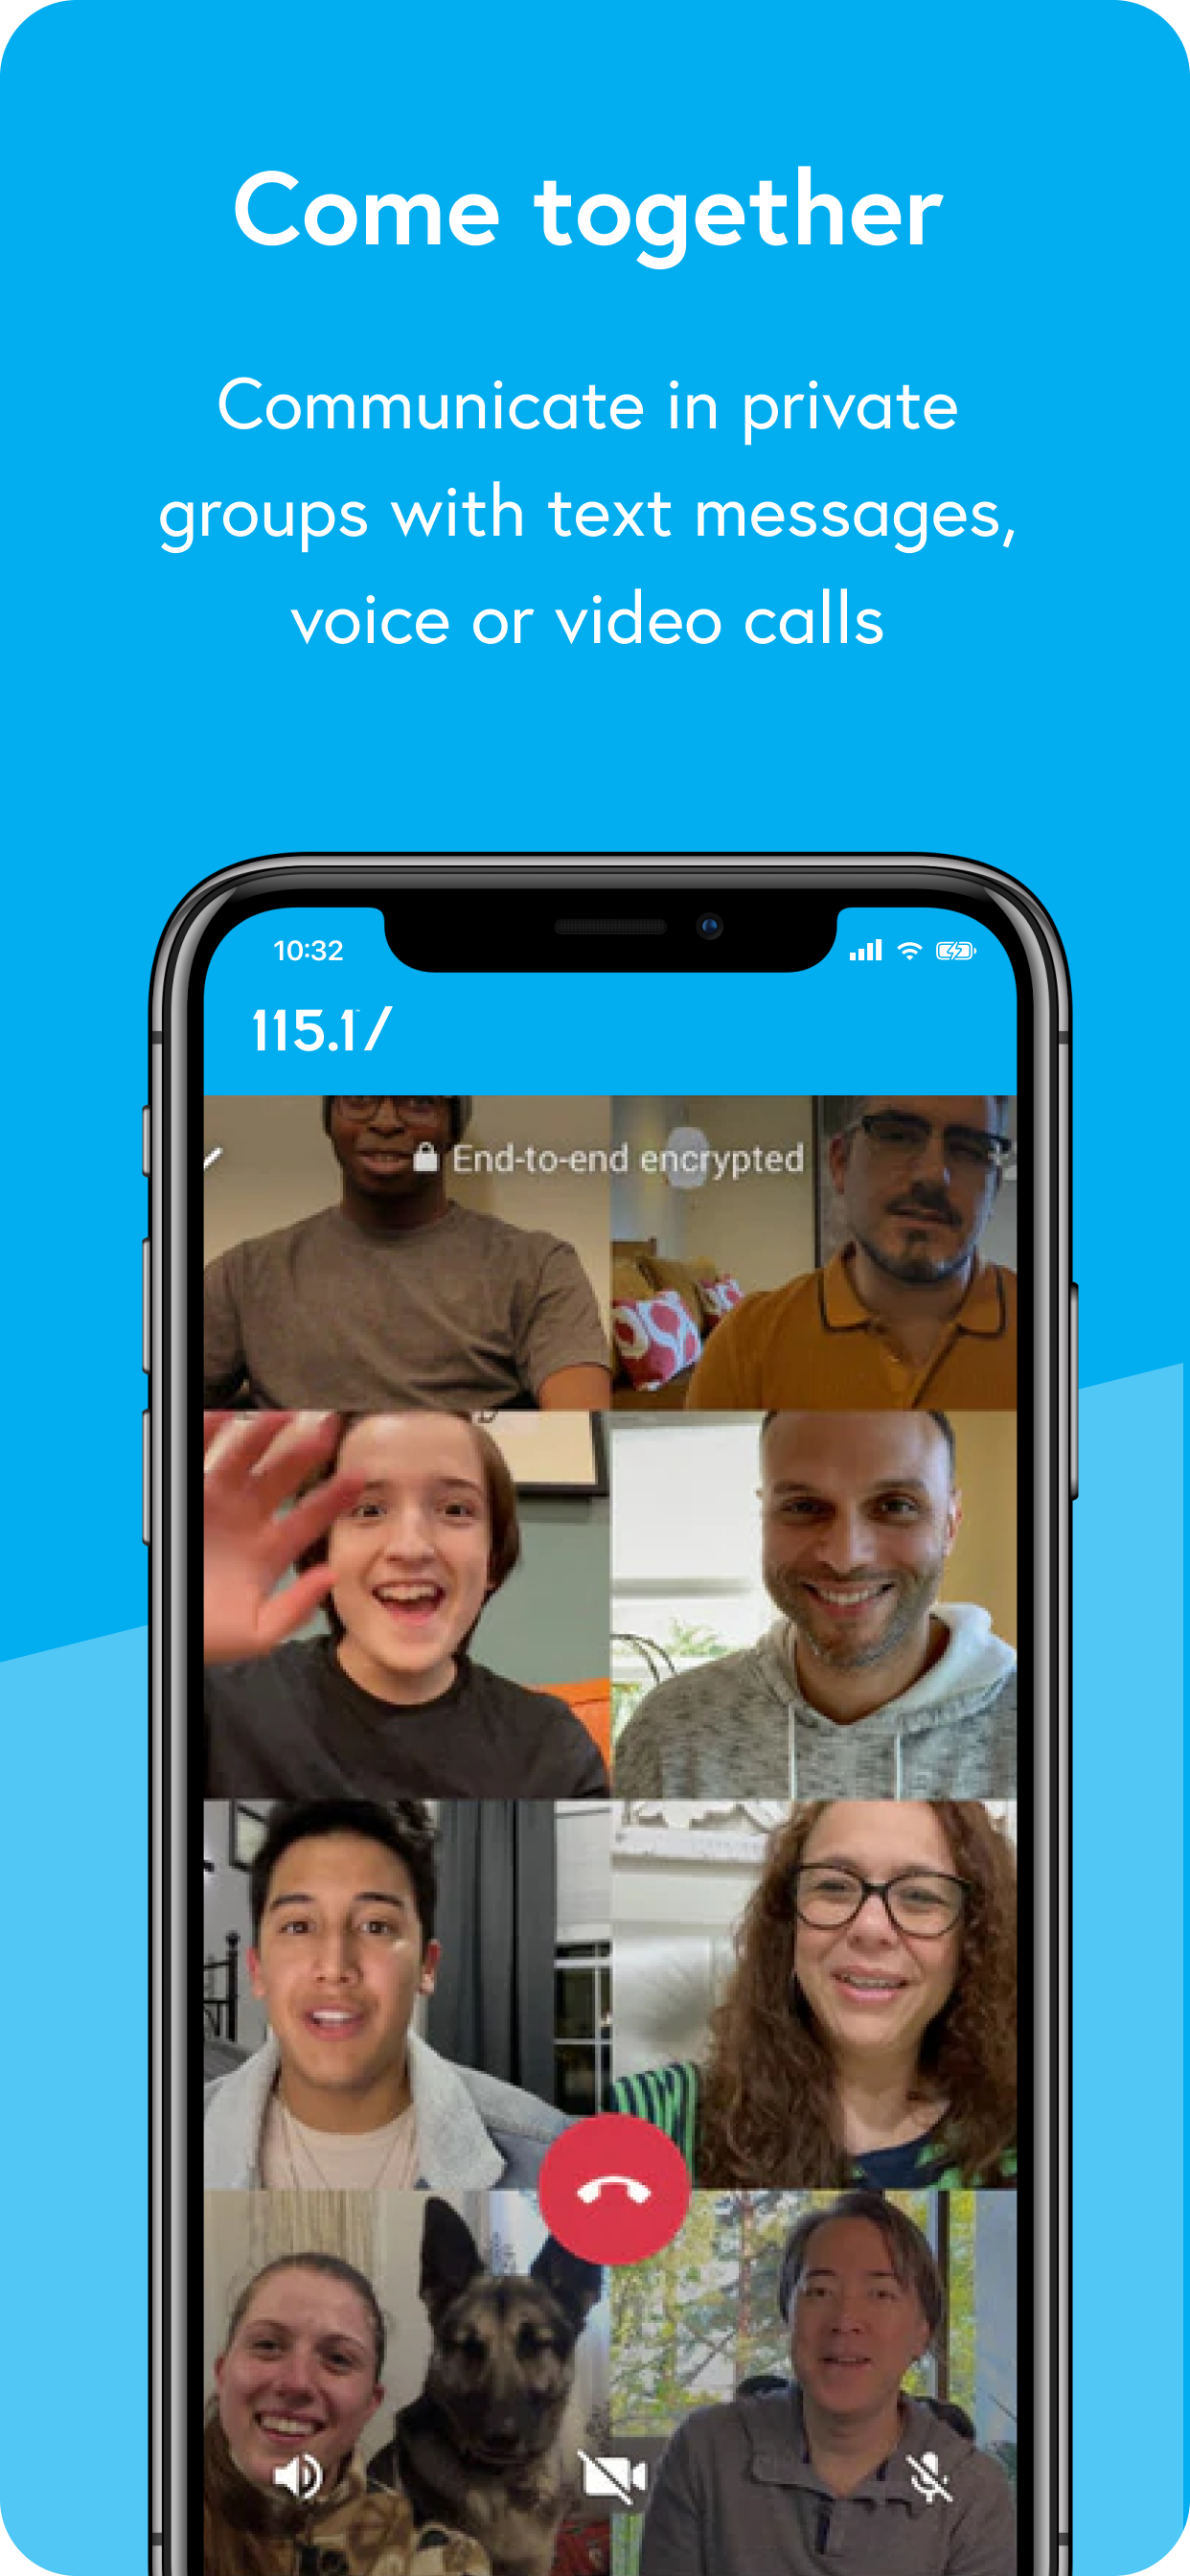 Come together
Communicate in private
groups with text messages,
voice or video calls
10:32
115.1/
End-to-end encrypted